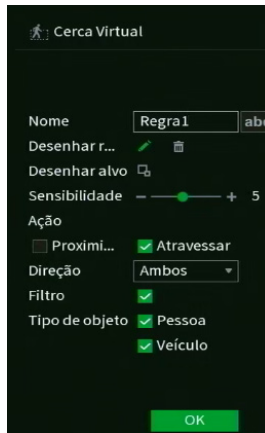 Cerca Virtual
Nome Regra1 abc
Desenhar r...
Desenhar alvo
Sensibilidade − + 5
Ação
Proximi... Atravessar
Direção Ambos
Filtro
Tipo de objeto Pessoa
Veículo
OK